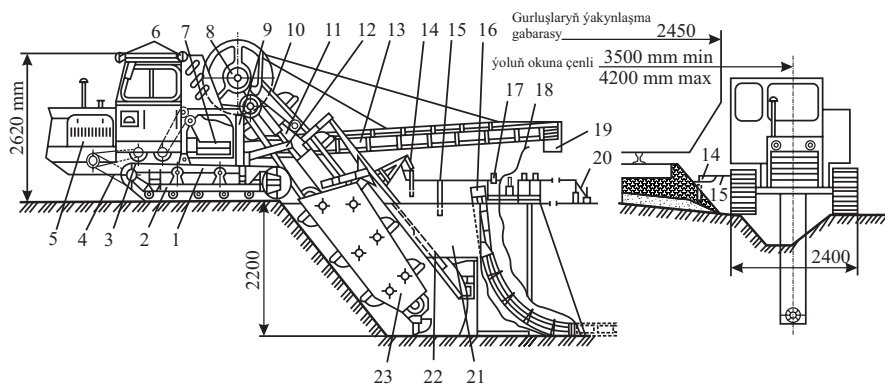 6 7 8 9 10 11 12 13 14 15 16 17 18
Gurluşlaryň ýakynlaşma
gabarasy
2450
ýoluň okuna çenli
3500 mm min
4200 mm max
2620 mm
19
20
14
15
5 4 3 2 1
2200
2400
23 22 21